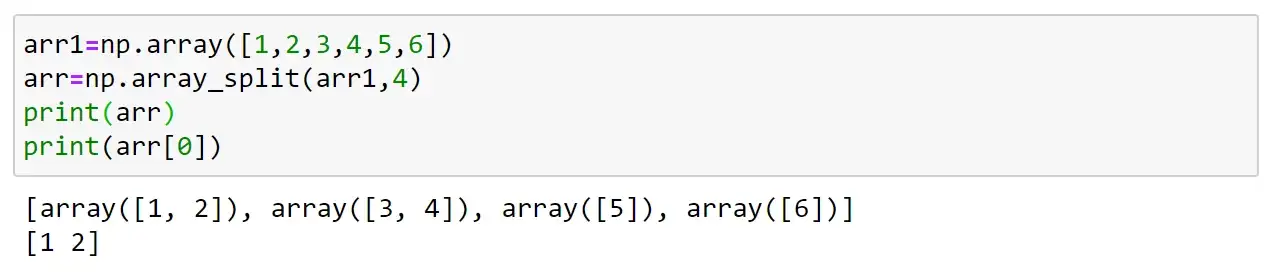 arr1=np.array([1,2,3,4,5,6])
arr=np.array_split(arr1,4)
print(arr)
print(arr[0])
[array([1, 2]), array([3, 4]), array([5]), array([6])]
[1 2]